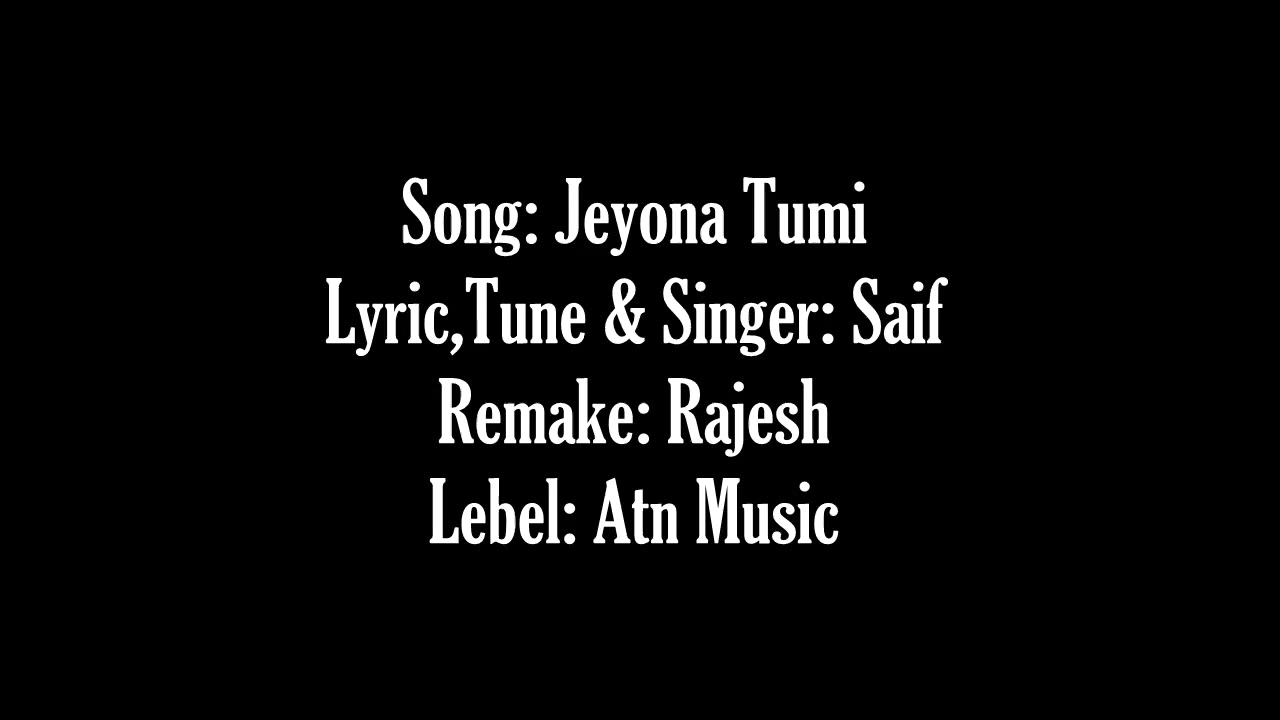 Song: Jeyona Tumi
Lyric,Tune & Singer: Saif
Remake: Rajesh
Lebel: Atn Music